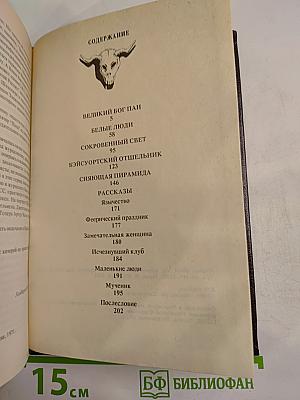 СОДЕРЖАНИЕ
ВЕЛИКИЙ БОГ ПАН
5
БЕЛЫЕ ЛЮДИ
58
СОКРОВЕННЫЙ СВЕТ
95
КЭЙСУОРТСКИЙ ОТШЕЛЬНИК
123
СИЯЮЩАЯ ПИРАМИДА
146
РАССКАЗЫ
Язычество
171
Феерический праздник
177
Замечательная женщина
180
Исчезнувший клуб
184
Маленькие люди
191
Мученик
195
Послесловие
202
15 см
БФ БИБЛИОФАН